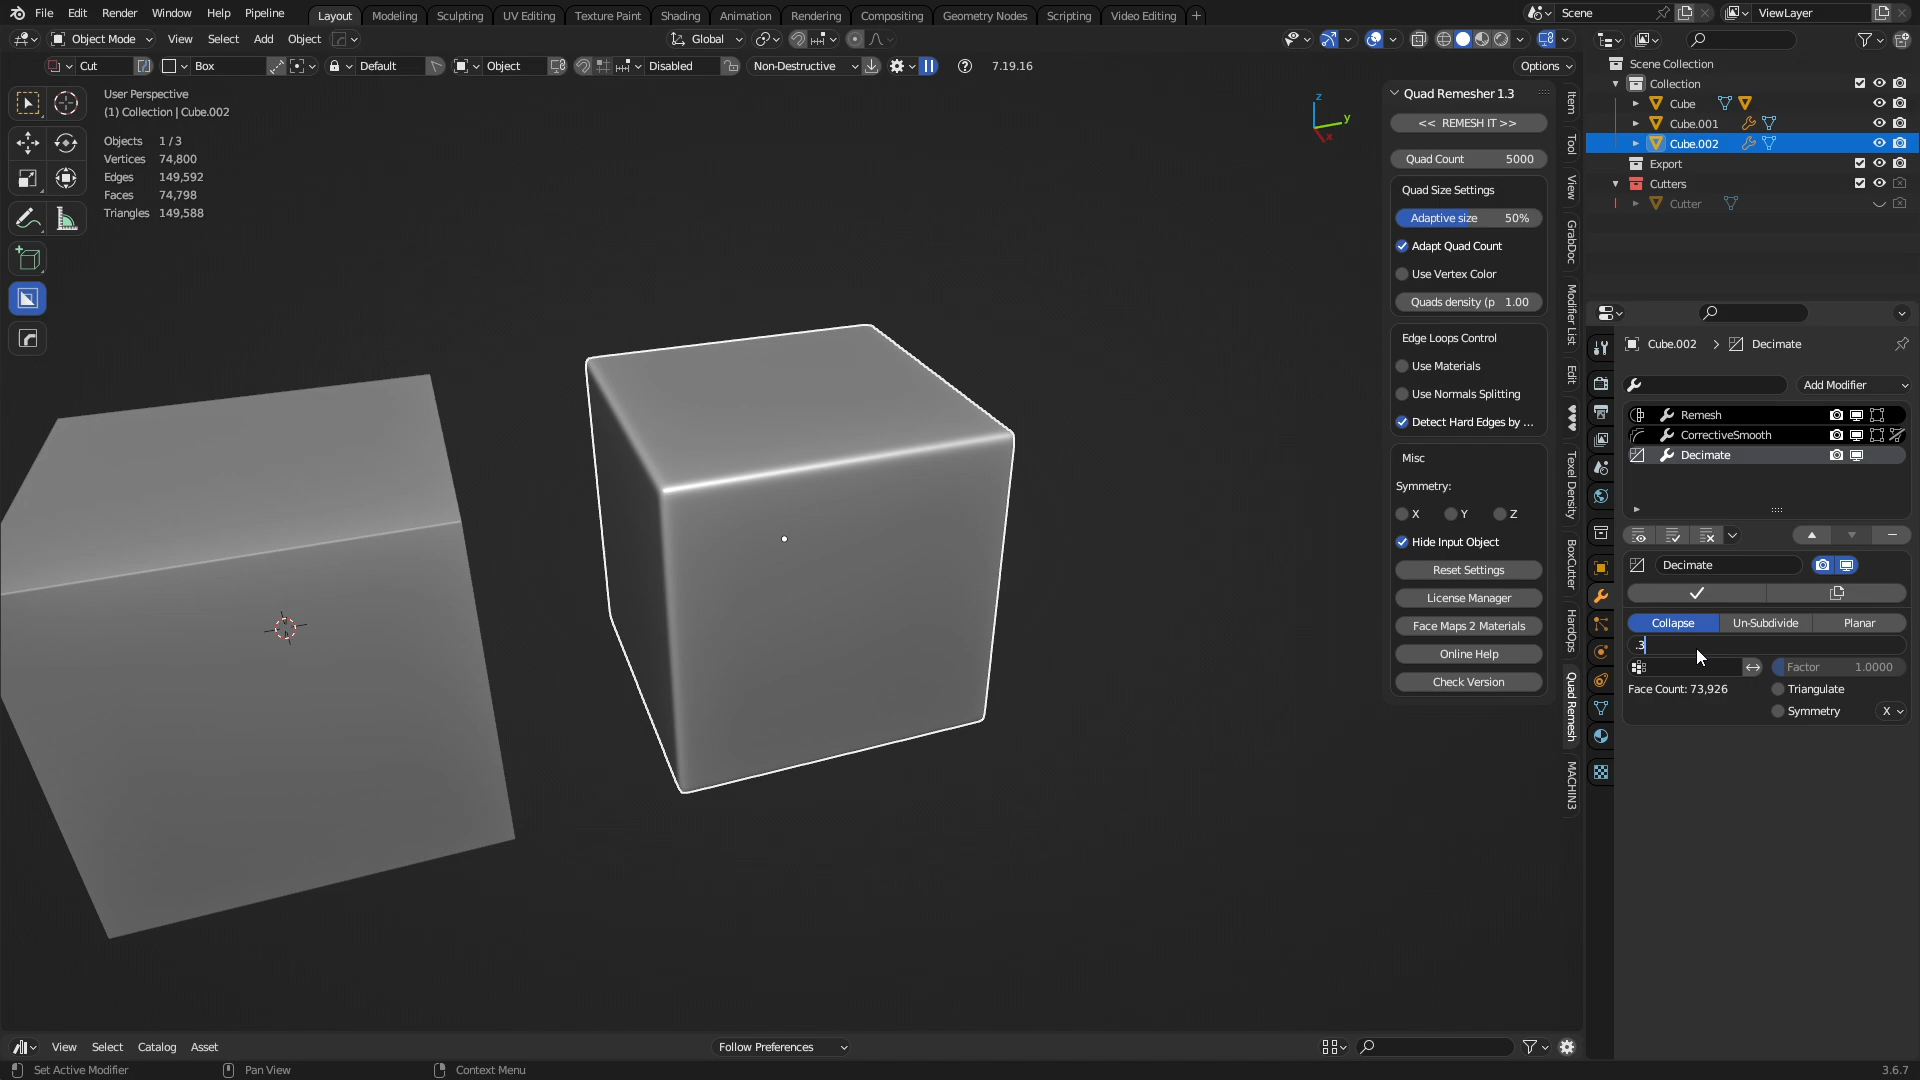 File Edit Render Window Help Pipeline Layout Modeling Sculpting UV Editing Texture Paint Shading Animation Rendering Compositing Geometry Nodes Scripting Video Editing + Scene ViewLayer
Object Mode View Select Add Object Global
Cut Box Default Object Disabled Non-Destructive 7.19.16 Options
User Perspective
(1) Collection | Cube.002
Objects 1 / 3
Vertices 74,800
Edges 149,592
Faces 74,798
Triangles 149,588
z
y
x
Quad Remesher 1.3
<< REMESH IT >>
Quad Count 5000
Quad Size Settings
Adaptive size 50%
Adapt Quad Count
Use Vertex Color
Quads density (p 1.00
Edge Loops Control
Use Materials
Use Normals Splitting
Detect Hard Edges by ...
Misc
Symmetry:
X Y Z
Hide Input Object
Reset Settings
License Manager
Face Maps 2 Materials
Online Help
Check Version
Item
Tool
View
GrabDoc
Modifier List
Edit
Texel Density
BoxCutter
HardOps
Quad Remesh
MACHIN3
Scene Collection
Collection
Cube
Cube.001
Cube.002
Export
Cutters
Cutter
Cube.002 > Decimate
Add Modifier
Remesh
CorrectiveSmooth
Decimate
Decimate
Collapse Un-Subdivide Planar
.3
Factor 1.0000
Face Count: 73,926 Triangulate
Symmetry X
View Select Catalog Asset Follow Preferences
Set Active Modifier Pan View Context Menu 3.6.7